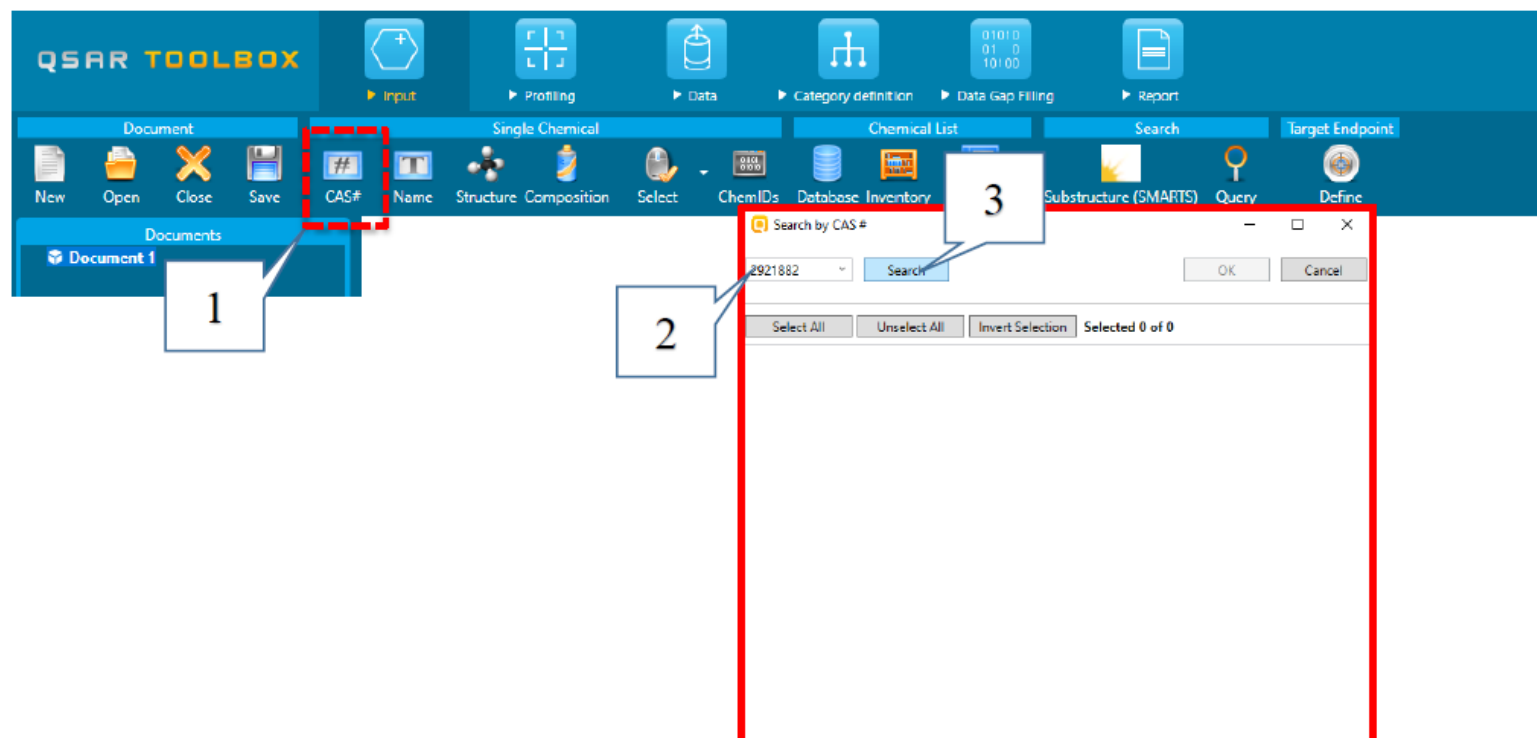 QSAR TOOLBOX
01010
01 0
10100
Input
Profiling
Data
Category definition
Data Gap Filling
Report
Document
Single Chemical
Chemical List
Search
Target Endpoint
#
T
New
Open
Close
Save
CAS#
Name
Structure
Composition
Select
ChemIDs
Database
Inventory
Substructure (SMARTS)
Query
Define
Documents
Document 1
1
2
3
Search by CAS #
2921882
Search
OK
Cancel
Select All
Unselect All
Invert Selection
Selected 0 of 0